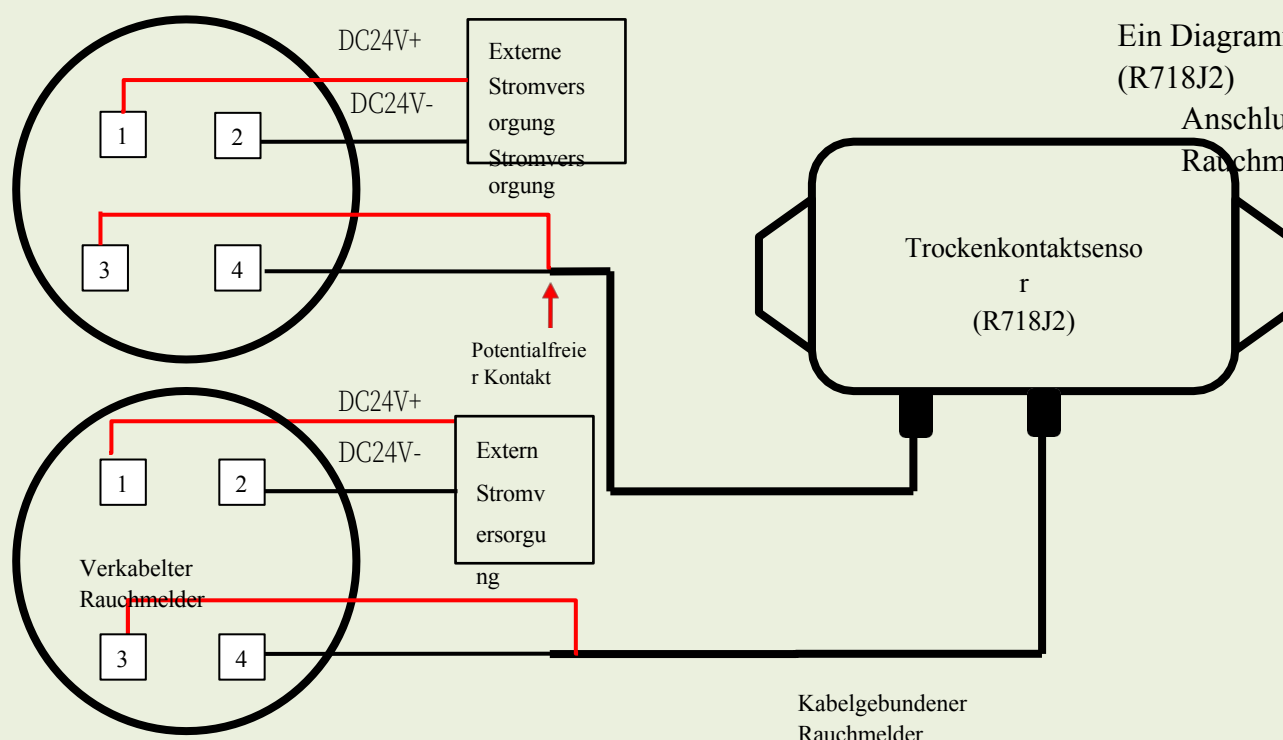 Ein Diagram
(R718J2)
Anschlu
Rauchm
DC24V+
DC24V-
Externe
Stromvers
orgung
Stromvers
orgung
1
2
3
4
Trockenkontaktsenso
r
(R718J2)
Potentialfreie
r Kontakt
DC24V+
DC24V-
Extern
Stromv
ersorgu
ng
1
2
Verkabelter
Rauchmelder
3
4
Kabelgebundener
Rauchmelder